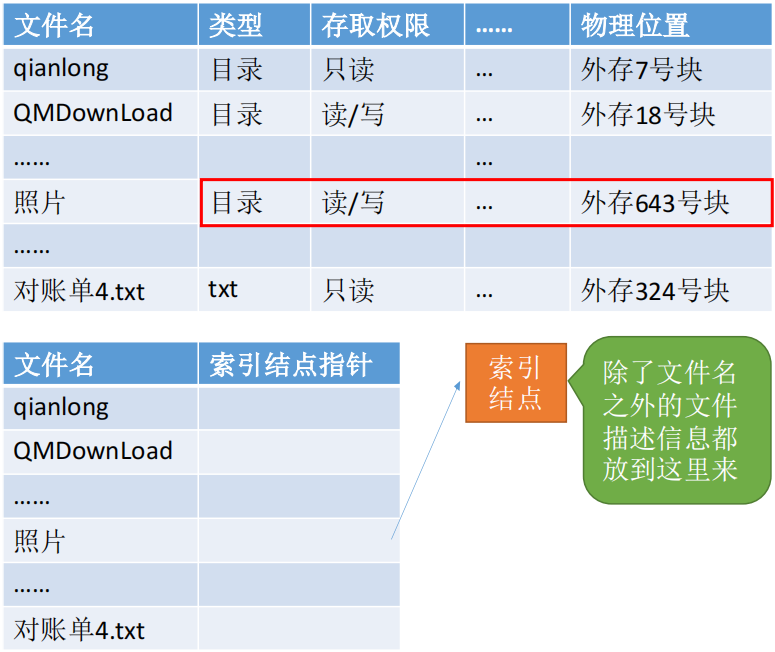 文件名 类型 存取权限 …… 物理位置
qianlong 目录 只读 … 外存7号块
QMDownLoad 目录 读/写 … 外存18号块
…… …
照片 目录 读/写 … 外存643号块
……
对账单4.txt txt 只读 … 外存324号块
文件名 索引结点指针
qianlong
QMDownLoad
……
照片
……
对账单4.txt
索引
结点
除了文件名
之外的文件
描述信息都
放到这里来